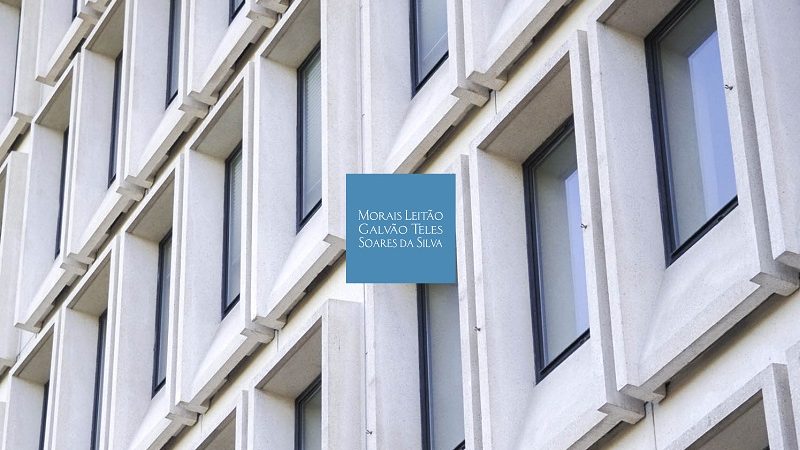 Morais Leitão
Galvão Teles
Soares da Silva